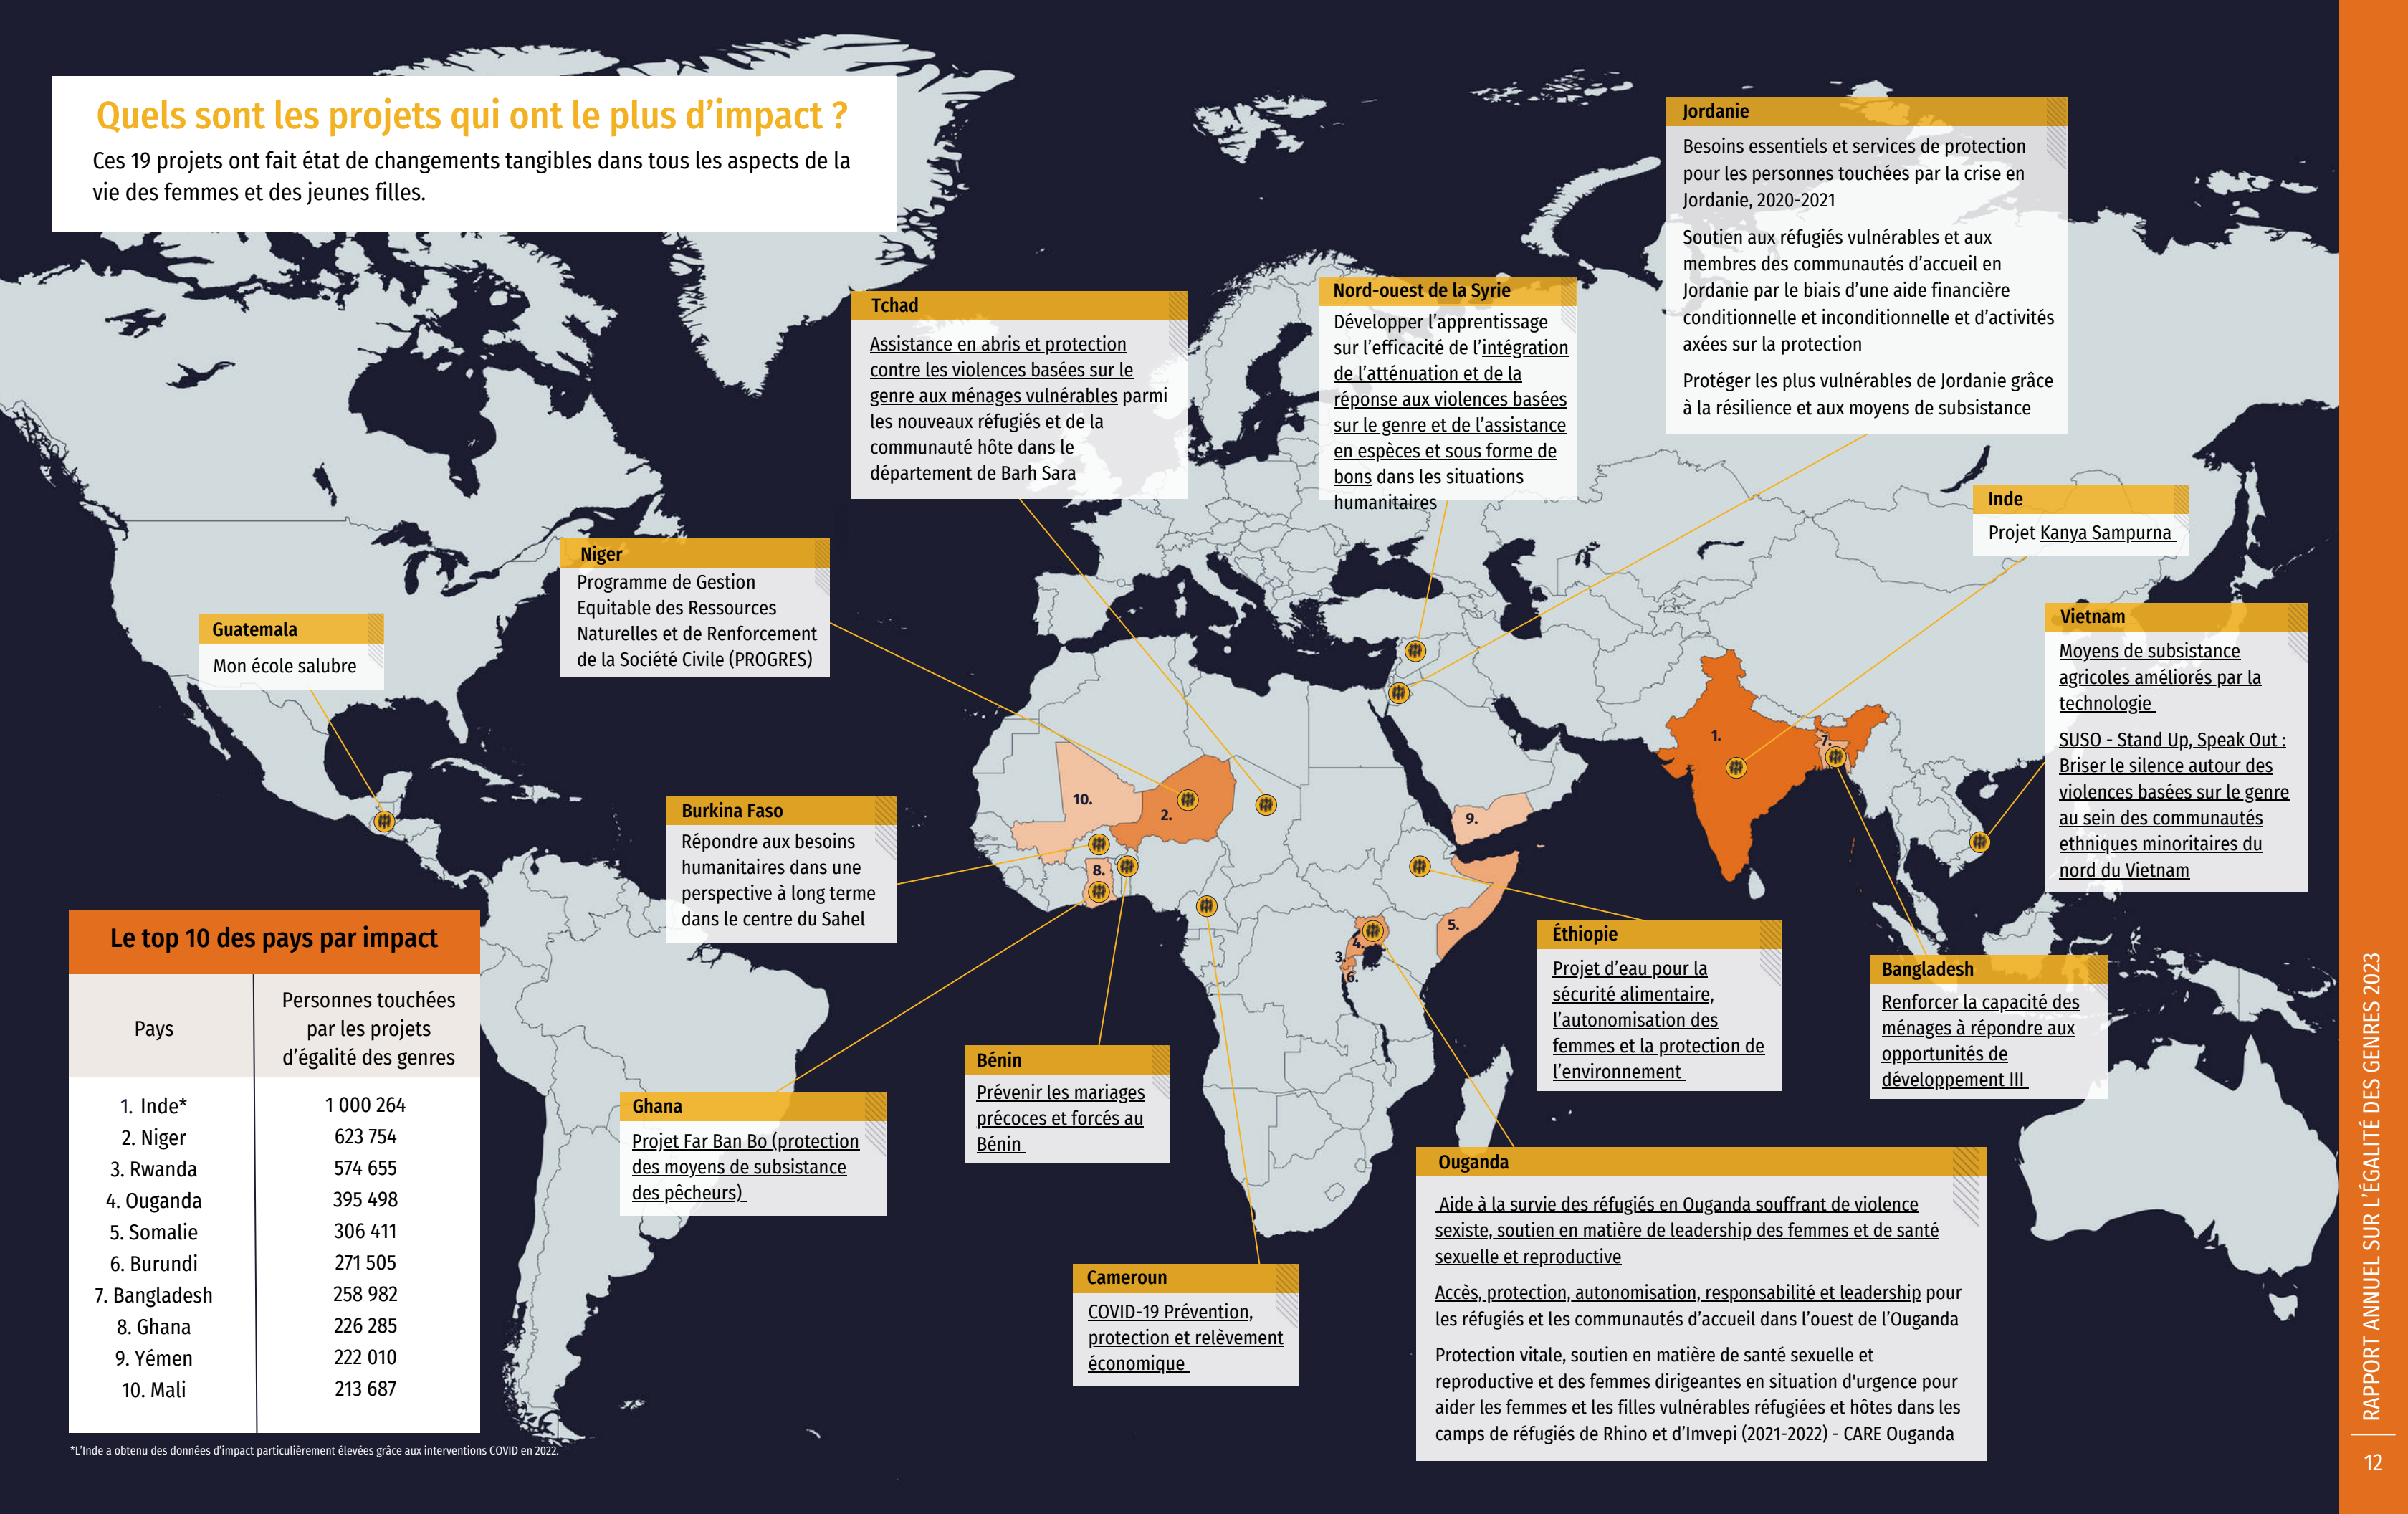 Quels sont les projets qui ont le plus d’impact ?
Ces 19 projets ont fait état de changements tangibles dans tous les aspects de la
vie des femmes et des jeunes filles.
Jordanie
Besoins essentiels et services de protection
pour les personnes touchées par la crise en
Jordanie, 2020-2021
Soutien aux réfugiés vulnérables et aux
membres des communautés d’accueil en
Jordanie par le biais d’une aide financière
conditionnelle et inconditionnelle et d’activités
axées sur la protection
Protéger les plus vulnérables de Jordanie grâce
à la résilience et aux moyens de subsistance
Nord-ouest de la Syrie
Développer l’apprentissage
sur l’efficacité de l’intégration
de l’atténuation et de la
réponse aux violences basées
sur le genre et de l’assistance
en espèces et sous forme de
bons dans les situations
humanitaires
Tchad
Assistance en abris et protection
contre les violences basées sur le
genre aux ménages vulnérables parmi
les nouveaux réfugiés et de la
communauté hôte dans le
département de Barh Sara
Inde
Projet Kanya Sampurna
Niger
Programme de Gestion
Equitable des Ressources
Naturelles et de Renforcement
de la Société Civile (PROGRES)
Guatemala
Mon école salubre
Vietnam
Moyens de subsistance
agricoles améliorés par la
technologie
SUSO - Stand Up, Speak Out :
Briser le silence autour des
violences basées sur le genre
au sein des communautés
ethniques minoritaires du
nord du Vietnam
1.
7.
10.
2.
9.
8.
5.
4.
3.
6.
Burkina Faso
Répondre aux besoins
humanitaires dans une
perspective à long terme
dans le centre du Sahel
Éthiopie
Projet d’eau pour la
sécurité alimentaire,
l’autonomisation des
femmes et la protection de
l’environnement
Bangladesh
Renforcer la capacité des
ménages à répondre aux
opportunités de
développement III
Bénin
Prévenir les mariages
précoces et forcés au
Bénin
Ghana
Projet Far Ban Bo (protection
des moyens de subsistance
des pêcheurs)
Ouganda
Aide à la survie des réfugiés en Ouganda souffrant de violence
sexiste, soutien en matière de leadership des femmes et de santé
sexuelle et reproductive
Accès, protection, autonomisation, responsabilité et leadership pour
les réfugiés et les communautés d’accueil dans l’ouest de l’Ouganda
Protection vitale, soutien en matière de santé sexuelle et
reproductive et des femmes dirigeantes en situation d'urgence pour
aider les femmes et les filles vulnérables réfugiées et hôtes dans les
camps de réfugiés de Rhino et d’Imvepi (2021-2022) - CARE Ouganda
Cameroun
COVID-19 Prévention,
protection et relèvement
économique
Le top 10 des pays par impact
Pays
Personnes touchées
par les projets
d’égalité des genres
1. Inde* 1 000 264
2. Niger 623 754
3. Rwanda 574 655
4. Ouganda 395 498
5. Somalie 306 411
6. Burundi 271 505
7. Bangladesh 258 982
8. Ghana 226 285
9. Yémen 222 010
10. Mali 213 687
*L’Inde a obtenu des données d’impact particulièrement élevées grâce aux interventions COVID en 2022.
RAPPORT ANNUEL SUR L’ÉGALITÉ DES GENRES 2023
12